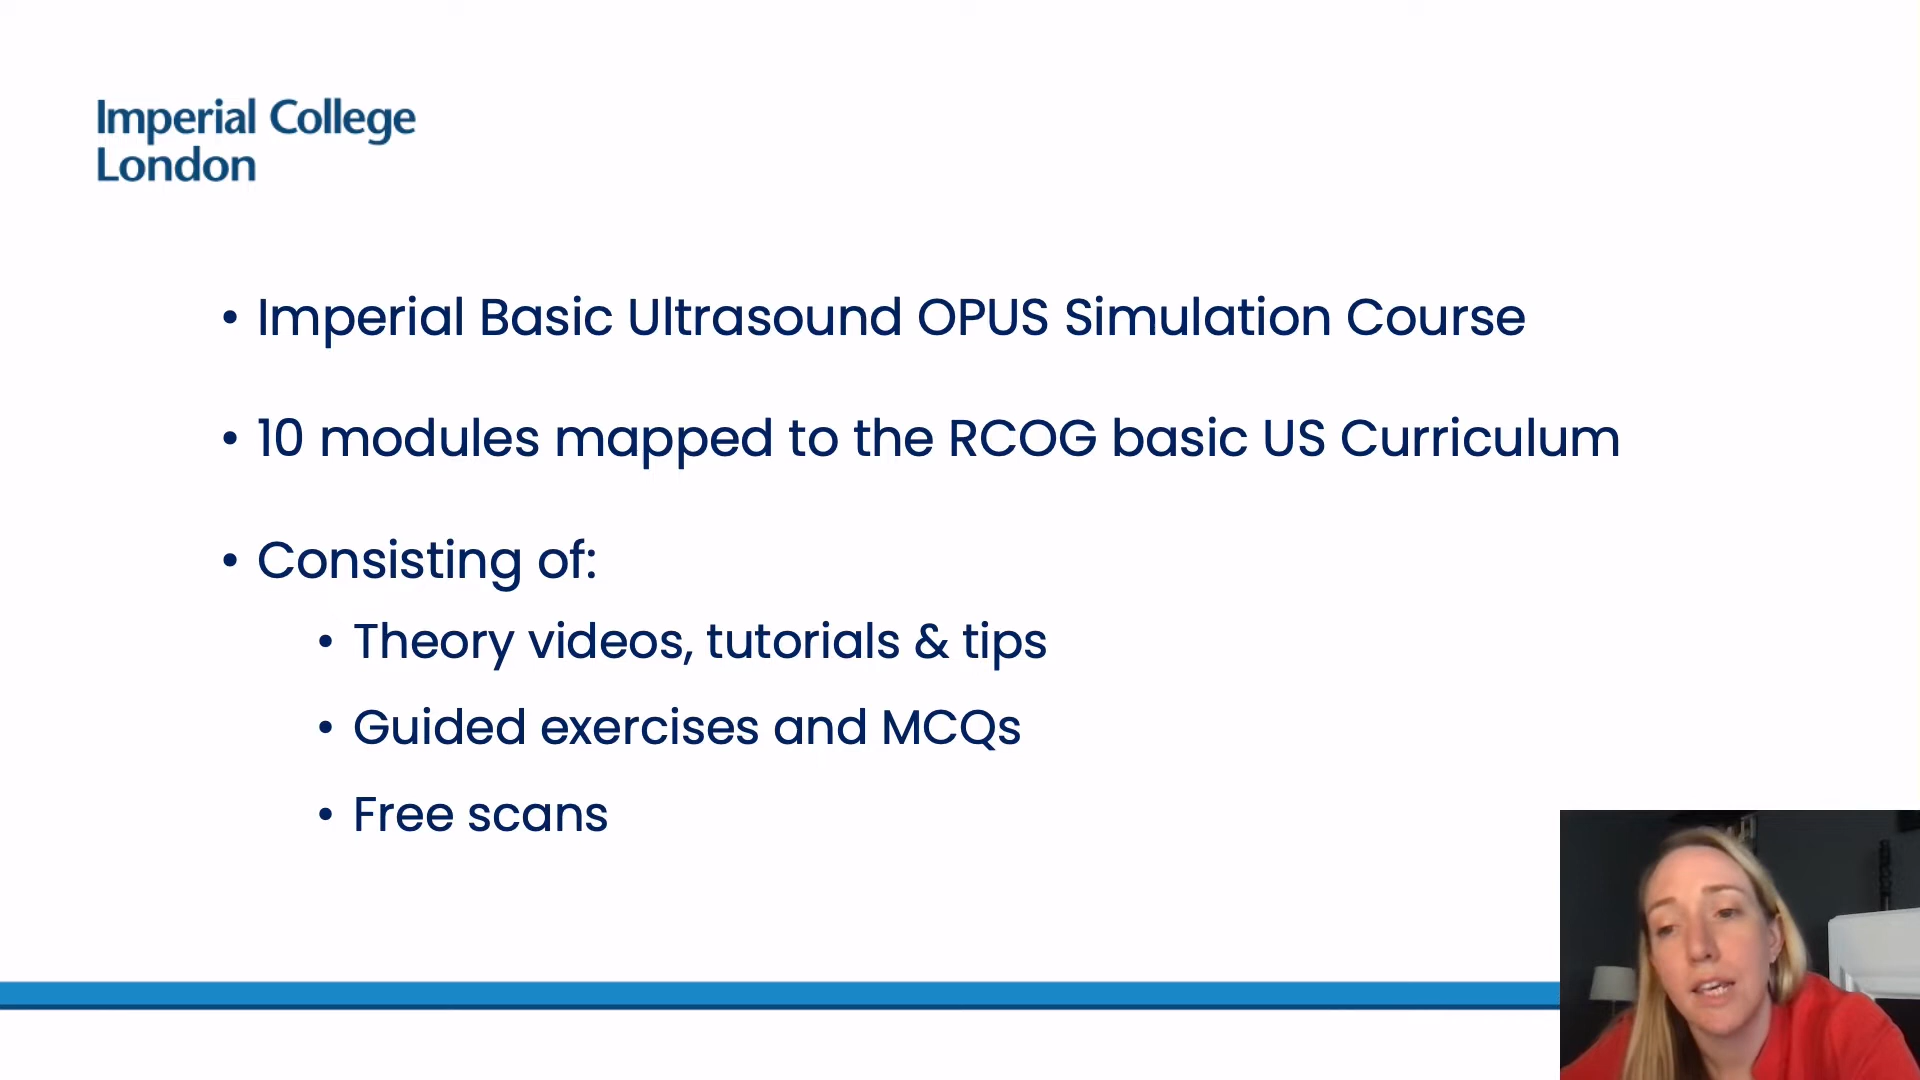 Imperial College
London
• Imperial Basic Ultrasound OPUS Simulation Course
• 10 modules mapped to the RCOG basic US Curriculum
• Consisting of:
• Theory videos, tutorials & tips
• Guided exercises and MCQs
• Free scans